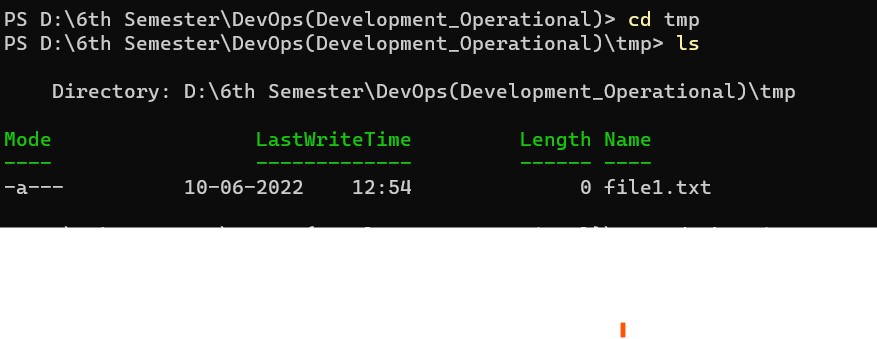 PS D:\6th Semester\DevOps(Development_Operational)> cd tmp
PS D:\6th Semester\DevOps(Development_Operational)\tmp> ls
Directory: D:\6th Semester\DevOps(Development_Operational)\tmp
Mode LastWriteTime Length Name
---- ------------- ------ ----
-a--- 10-06-2022 12:54 0 file1.txt